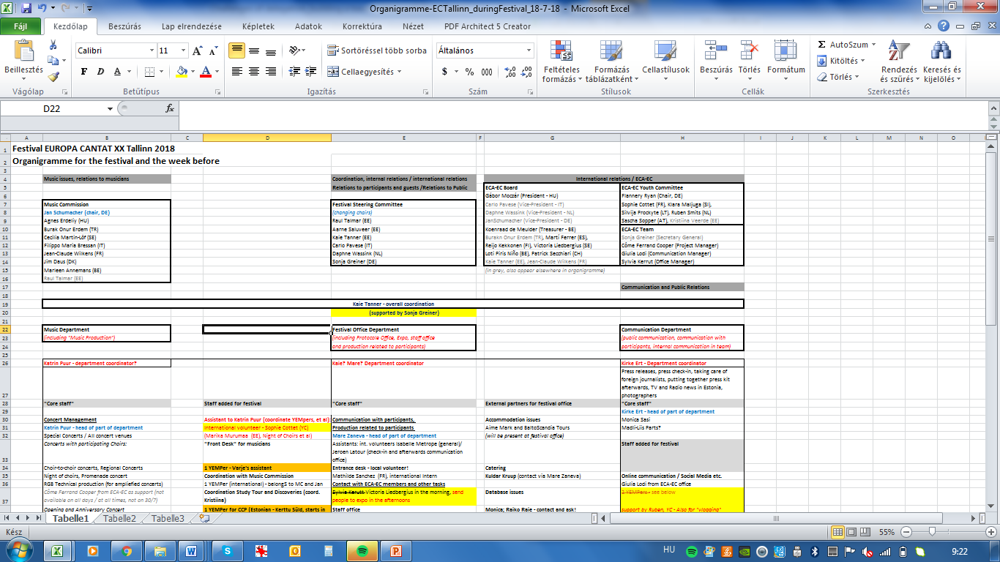 Organigramme-ECTallinn_duringFestival_18-7-18 - Microsoft Excel
Fájl Kezdőlap Beszúrás Lap elrendezése Képletek Adatok Korrektúra Nézet PDF Architect 5 Creator
Beillesztés
Calibri 11
F D A
Sortöréssel több sorba
Cellaegyesítés
Általános
$ % 000
Feltételes formázás
Formázás táblázatként
Cellastílusok
Beszúrás Törlés Formátum
Σ AutoSzum
Kitöltés
Törlés
Rendezés és szűrés
Keresés és kijelölés
Vágólap Betűtípus Igazítás Szám Stílusok Cellák Szerkesztés
D22 fx
A B C D E F G H I J K L M N O
1 Festival EUROPA CANTAT XX Tallinn 2018
2 Organigramme for the festival and the week before
3
4 Music issues, relations to musicians Coordination, internal relations / international relations International relations / ECA-EC
5 Relations to participants and guests /Relations to Public ECA-EC Board ECA-EC Youth Committee
6 Gábor Moczár (President - HU) Flannery Ryan (Chair, DE)
7 Music Commission Festival Steering Committee Carlo Pavese (Vice-President - IT) Sophie Cottet (FR), Kiara Maljuga (SI),
8 Jan Schumacher (chair, DE) (changing chairs) Daphne Wassink (Vice-President - NL) Silvija Prockyte (LT), Ruben Smits (NL)
9 Agnes Erdeliy (HU) Raul Talmar (EE) JanSchumacher (Vice-President - DE) Sascha Sopper (AT), Kristiina Veerde (EE)
10 Burak Onur Erdem (TR) Aarne Saluveer (EE) Koenraad de Meulder (Treasurer - BE) ECA-EC Team
11 Cecilia Martin-Löf (SE) Kaie Tanner (EE) Burakn Onur Erdem (TR), Martí Ferrer (ES), Sonja Greiner (Secretary General)
12 Filippo Maria Bressan (IT) Carlo Pavese (IT) Reijo Kekkonen (FI), Victoria Liedbergius (SE) Côme Ferrand Cooper (Project Manager)
13 Jean-Claude Wilkens (FR) Daphne Wassink (NL) Loti Piris Niño (BE), Patrick Secchiari (CH) Giulia Lodi (Communication Manager)
14 Jim Daus (DK) Sonja Greiner (DE) Kaie Tanner (EE), Jean-Claude Wilkens (FR) Sylvia Kerrut (Office Manager)
15 Marleen Annemans (BE) (in grey, also appear elsewhere in organigramme)
16 Raul Talmar (EE)
17 Communication and Public Relations
18
19 Kaie Tanner - overall coordination
20 (supported by Sonja Greiner)
21
22 Music Department Festival Office Department Communication Department
23 (including "Music Production") (including Protocole Office, Expo, staff office (public communication, communication with
24 and production related to participants) participants, internal communication in team)
25
26 Katrin Puur - department coordinator? Kaie? Mare? Department coordinator Kirke Ert - Department coordinator
27 Press releases, press check-in, taking care of
foreign journalists, putting together press kit
afterwards, TV and Radio news in Estonia,
photographers
28 "Core staff" Staff added for festival "Core staff" External partners for festival office "Core staff"
29 Kirke Ert - head of part of department
30 Concert Management Assistant to Katrin Puur (coordinate YEMpers, et al) Communication with participants, Accommodation issues Monica Sasi
31 Katrin Puur - head of part of department International volunteer - Sophie Cottet (YC) Production related to participants Aime Mark and BaltoScandia Tours Madli-Liis Parts?
32 Special Concerts / All concert venues (Marika Murumaa (EE), Night of Choirs et al) Mare Zaneva - head of part of department (will be present at festival office)
33 Concerts with participating Choirs: "Front Desk" for musicians Assistants: int. volunteers Isabelle Metrope (general)/ Staff added for festival
Jeroen Latour (check-in and afterwards communication
office)
34 Choir-to-choir concerts, Regional Concerts 1 YEMPer - Varje's assistant Entrance desk - local volunteer! Catering
35 Night of choirs, Promenade concert Coordination with Music Commission Mathilde Sanchez (FR), international Intern Kuldar Kruup (contact via Mare Zaneva) Online communication / Social Media etc.
36 RGB Technical production (for ampliefied concerts) 1 YEMPer (international) - belongS to MC and Jan Contact with ECA-EC members and other tasks Giulia Lodi from ECA-EC office
37 Côme Ferrand Cooper from ECA-EC as support (not Coordination Study Tour and Discoveries (coord. Sylvia Kerutt Victoria Liedbergius in the morning, send Database issues 2 YEMPers - see below
available on all days / at all times, not on 30/7) Kristiina) people to expo in the afternoons
Opening and Anniversary Concert 1 YEMPer for CCP (Estonian - Kerttu Süld, starts in Staff office Monica; Raiko Raie - contact and ask! support by Ruben, YC - Also for "vlogging"
Tabelle1 Tabelle2 Tabelle3
Kész 55%
HU 9:22